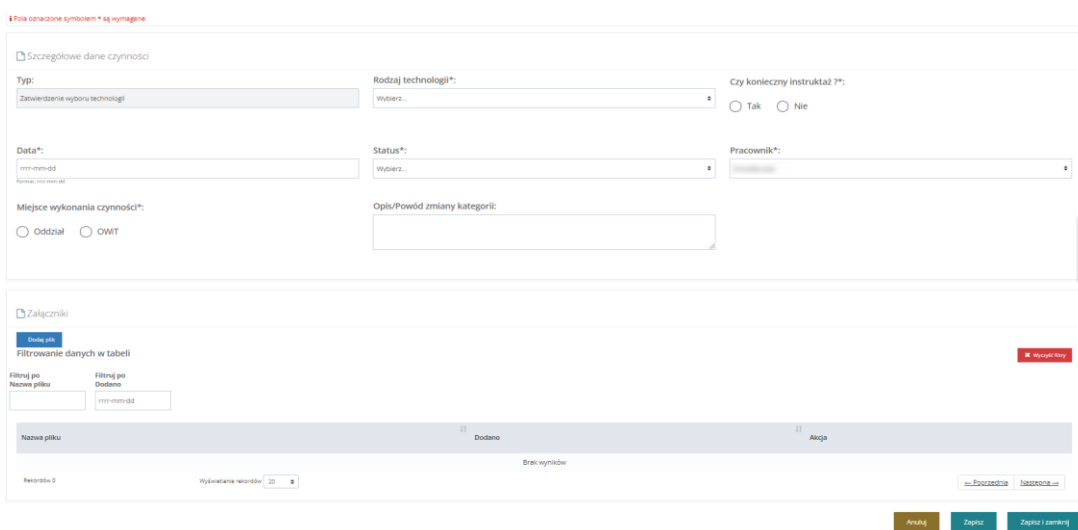 Pola oznaczone symbolem * są wymagane.
Szczegółowe dane czynności
Typ:
Rodzaj technologii*:
Czy konieczny instruktaż ?*:
Zatwierdzenie wyboru technologii
Wybierz...
Tak
Nie
Data*:
Status*:
Pracownik*:
rrrr-mm-dd
Wybierz...
Format: rrrr-mm-dd
Miejsce wykonania czynności*:
Opis/Powód zmiany kategorii:
Oddział
OWIT
Załączniki
Dodaj plik
Filtrowanie danych w tabeli
Wyczyść filtry
Filtruj po
Nazwa pliku
Filtruj po
Dodano
rrrr-mm-dd
Nazwa pliku
Dodano
Akcja
Brak wyników
Rekordów 0
Wyświetlanie rekordów 20
← Poprzednia
Następna →
Anuluj
Zapisz
Zapisz i zamknij